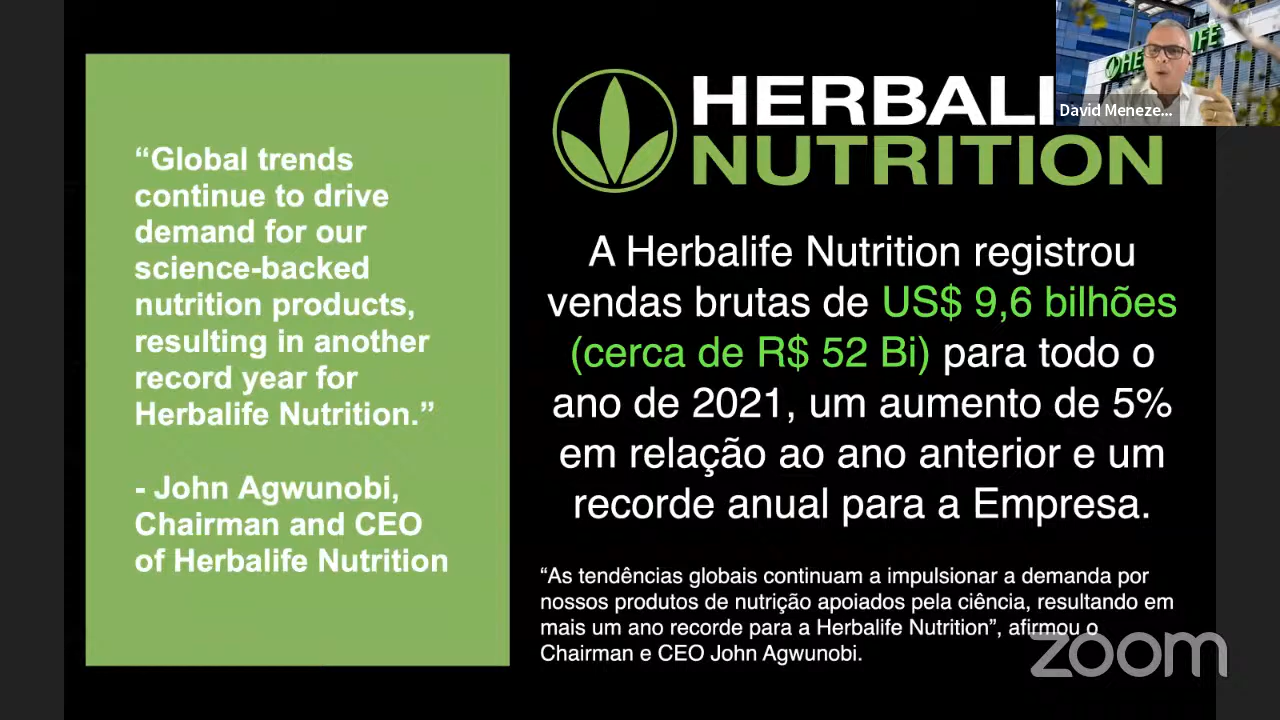 “Global trends
continue to drive
demand for our
science-backed
nutrition products,
resulting in another
record year for
Herbalife Nutrition.”
- John Agwunobi,
Chairman and CEO
of Herbalife Nutrition
HERBALI
NUTRITION
HERBALIFE
David Meneze...
A Herbalife Nutrition registrou
vendas brutas de US$ 9,6 bilhões
(cerca de R$ 52 Bi) para todo o
ano de 2021, um aumento de 5%
em relação ao ano anterior e um
recorde anual para a Empresa.
“As tendências globais continuam a impulsionar a demanda por
nossos produtos de nutrição apoiados pela ciência, resultando em
mais um ano recorde para a Herbalife Nutrition”, afirmou o
Chairman e CEO John Agwunobi.
zoom